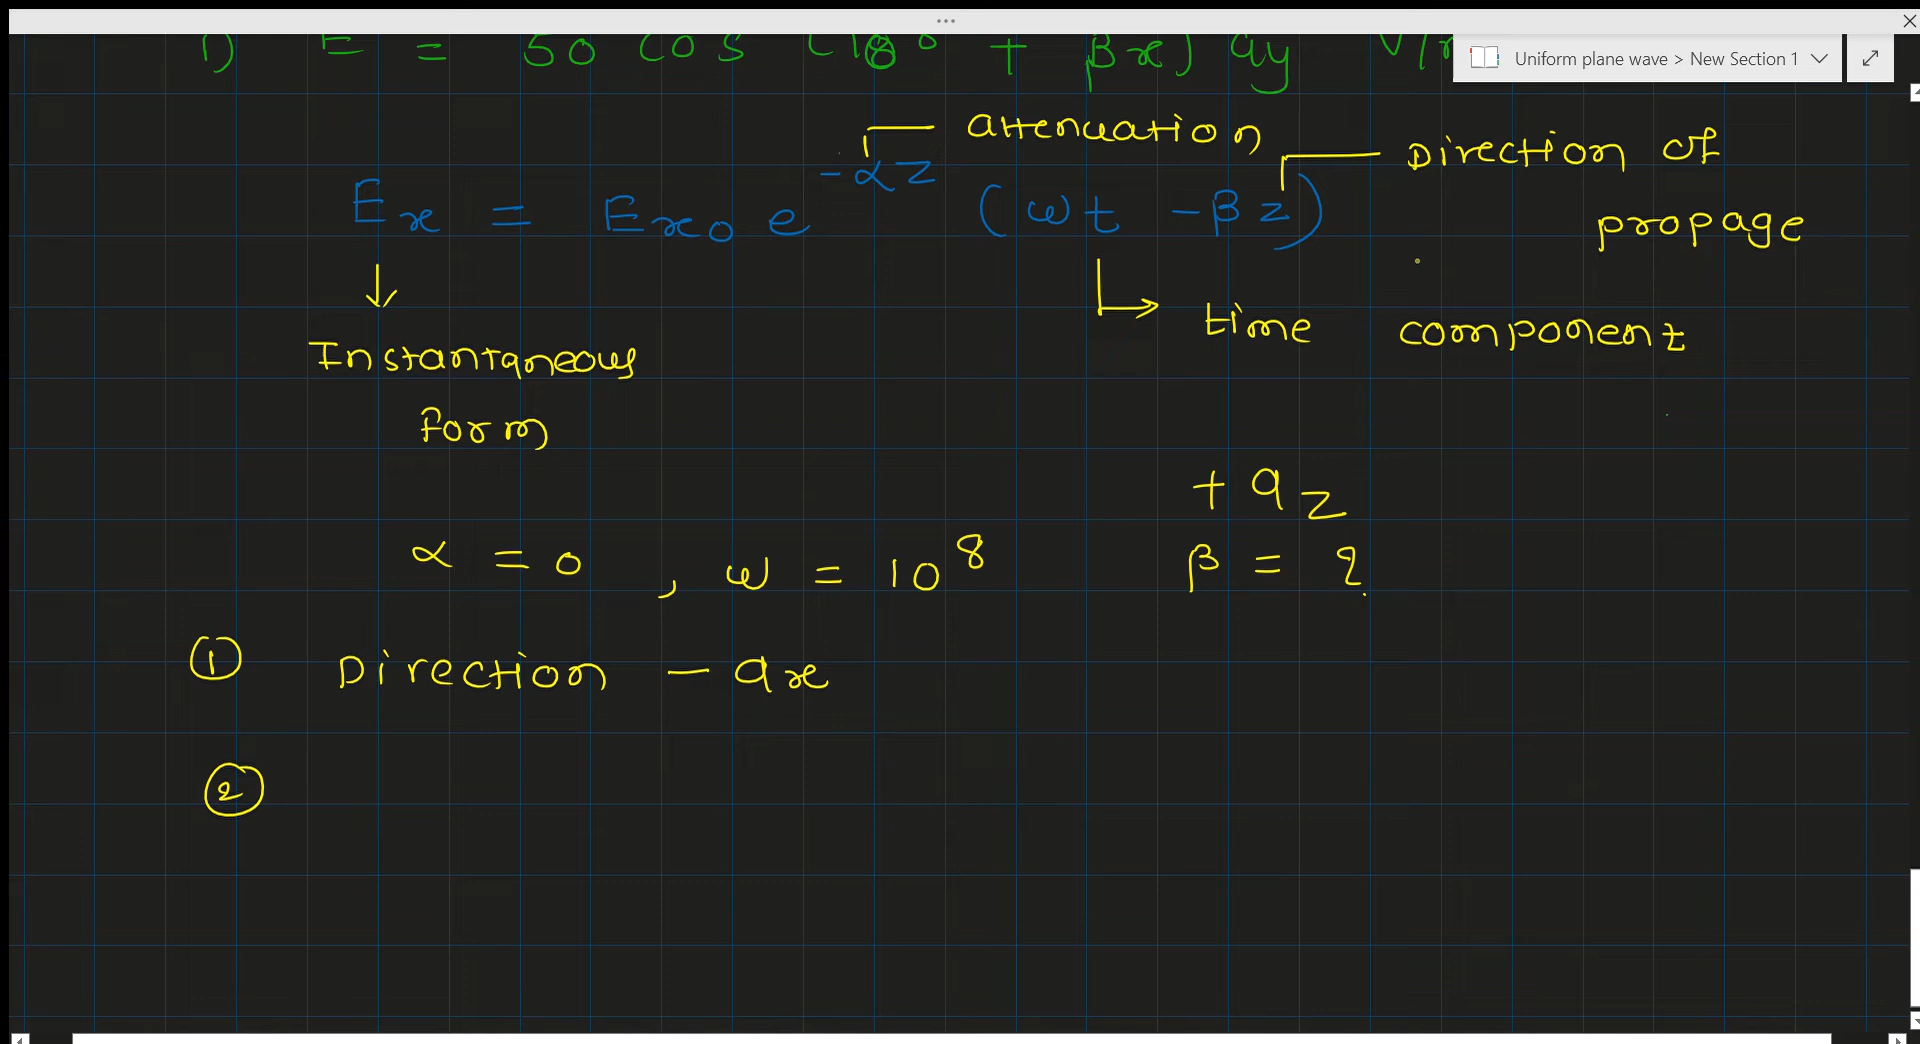 1) E = 50 cos (10⁸ + βx) ay V/
Uniform plane wave > New Section 1
attenuation
Direction of propage
Ex = Exo e^-αz (ωt - βz)
time component
Instantaneous
form
+ az
α = 0 , ω = 10⁸ β = ?
① Direction - ax
②